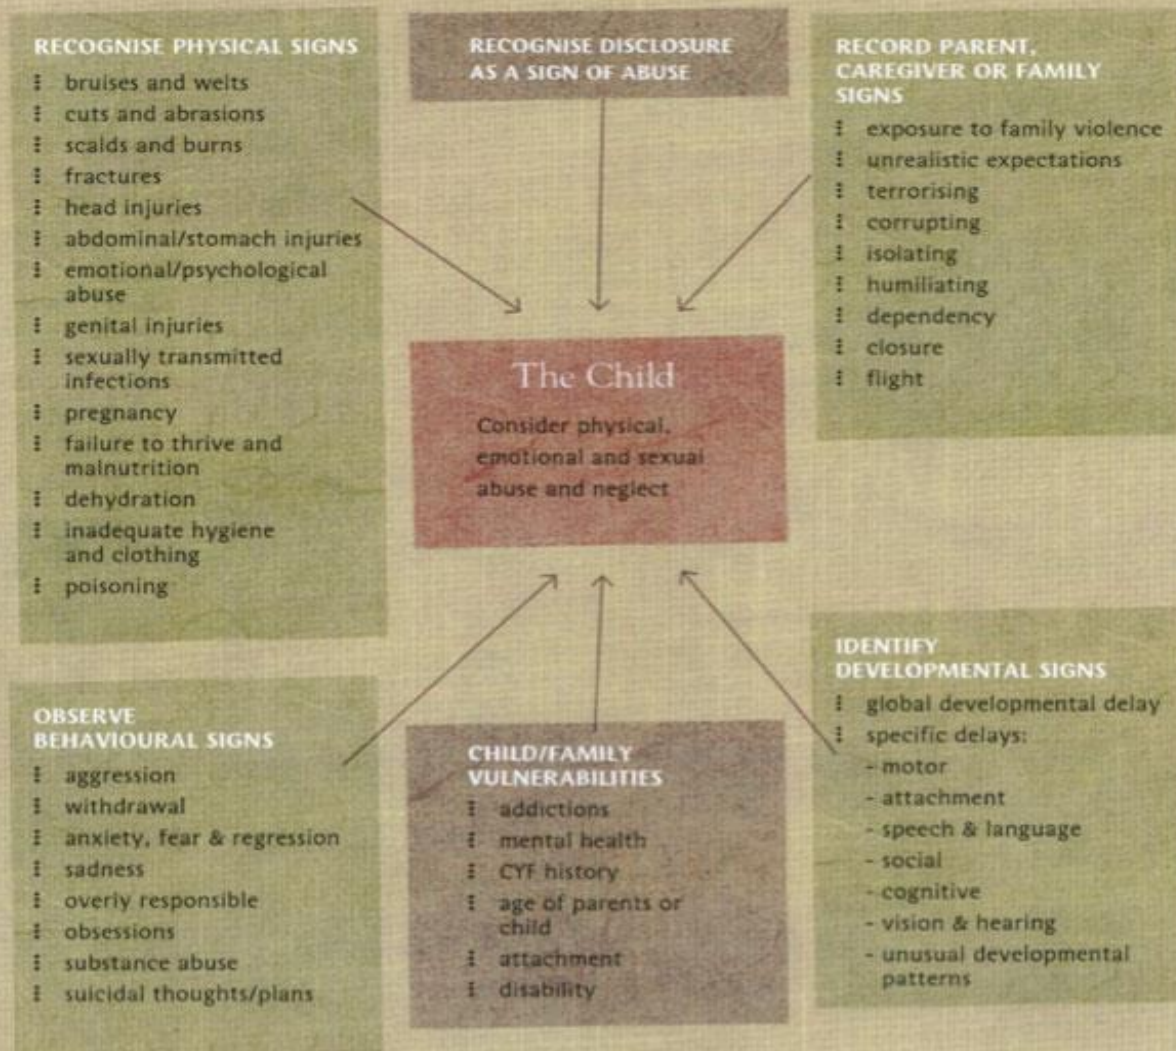 RECOGNISE PHYSICAL SIGNS
bruises and welts
cuts and abrasions
scalds and burns
fractures
head injuries
abdominal/stomach injuries
emotional/psychological
abuse
genital injuries
sexually transmitted
infections
pregnancy
failure to thrive and
malnutrition
dehydration
inadequate hygiene
and clothing
poisoning
RECOGNISE DISCLOSURE
AS A SIGN OF ABUSE
RECORD PARENT,
CAREGIVER OR FAMILY
SIGNS
exposure to family violence
unrealistic expectations
terrorising
corrupting
isolating
humiliating
dependency
closure
flight
The Child
Consider physical,
emotional and sexual
abuse and neglect
OBSERVE
BEHAVIOURAL SIGNS
aggression
withdrawal
anxiety, fear & regression
sadness
overly responsible
obsessions
substance abuse
suicidal thoughts/plans
CHILD/FAMILY
VULNERABILITIES
addictions
mental health
CYF history
age of parents or
child
attachment
disability
IDENTIFY
DEVELOPMENTAL SIGNS
global developmental delay
specific delays:
- motor
- attachment
- speech & language
- social
- cognitive
- vision & hearing
- unusual developmental
patterns